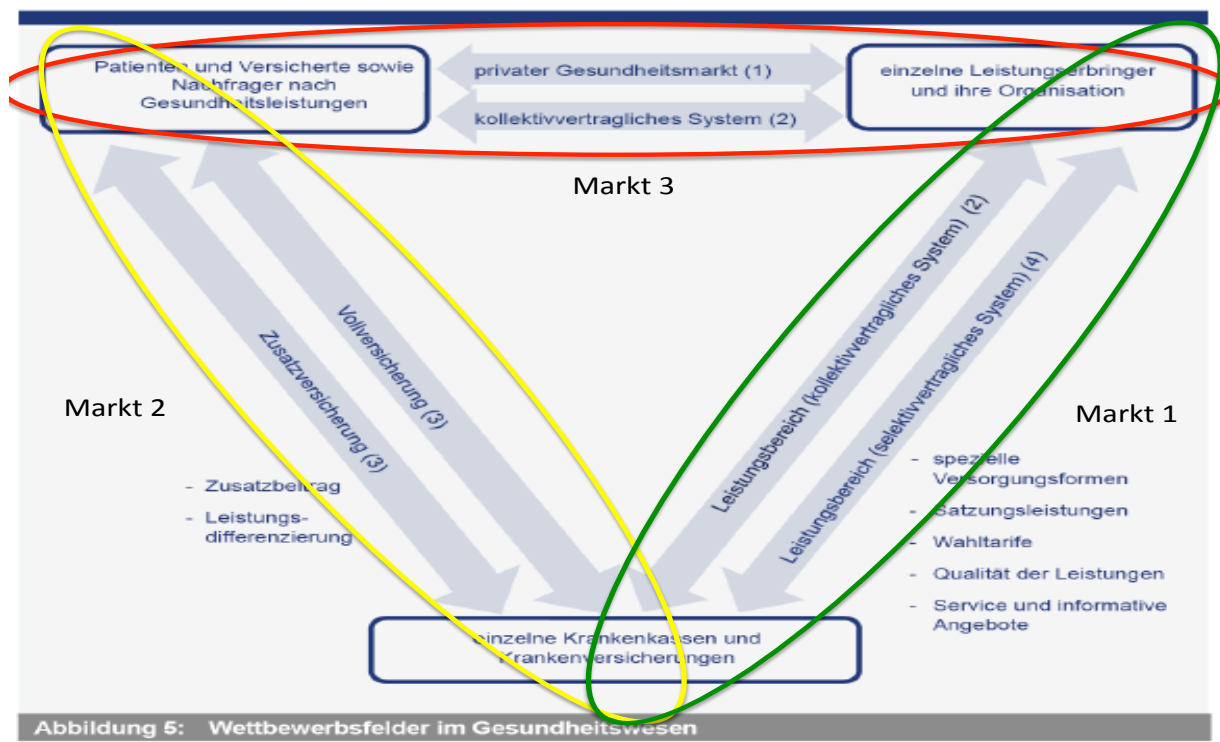 Patienten und Versicherte sowie
Nachfrager nach
Gesundheitsleistungen
privater Gesundheitsmarkt (1)
kollektivvertragliches System (2)
einzelne Leistungserbringer
und ihre Organisation
Markt 3
Zusatzversicherung (3)
Vollversicherung (3)
Leistungsbereich (kollektivvertragliches System) (2)
Leistungsbereich (selektivvertragliches System) (4)
Markt 2
- Zusatzbeitrag
- Leistungs-
differenzierung
Markt 1
- spezielle
Versorgungsformen
- Satzungsleistungen
- Wahltarife
- Qualität der Leistungen
- Service und informative
Angebote
einzelne Krankenkassen und
Krankenversicherungen
Abbildung 5: Wettbewerbsfelder im Gesundheitswesen